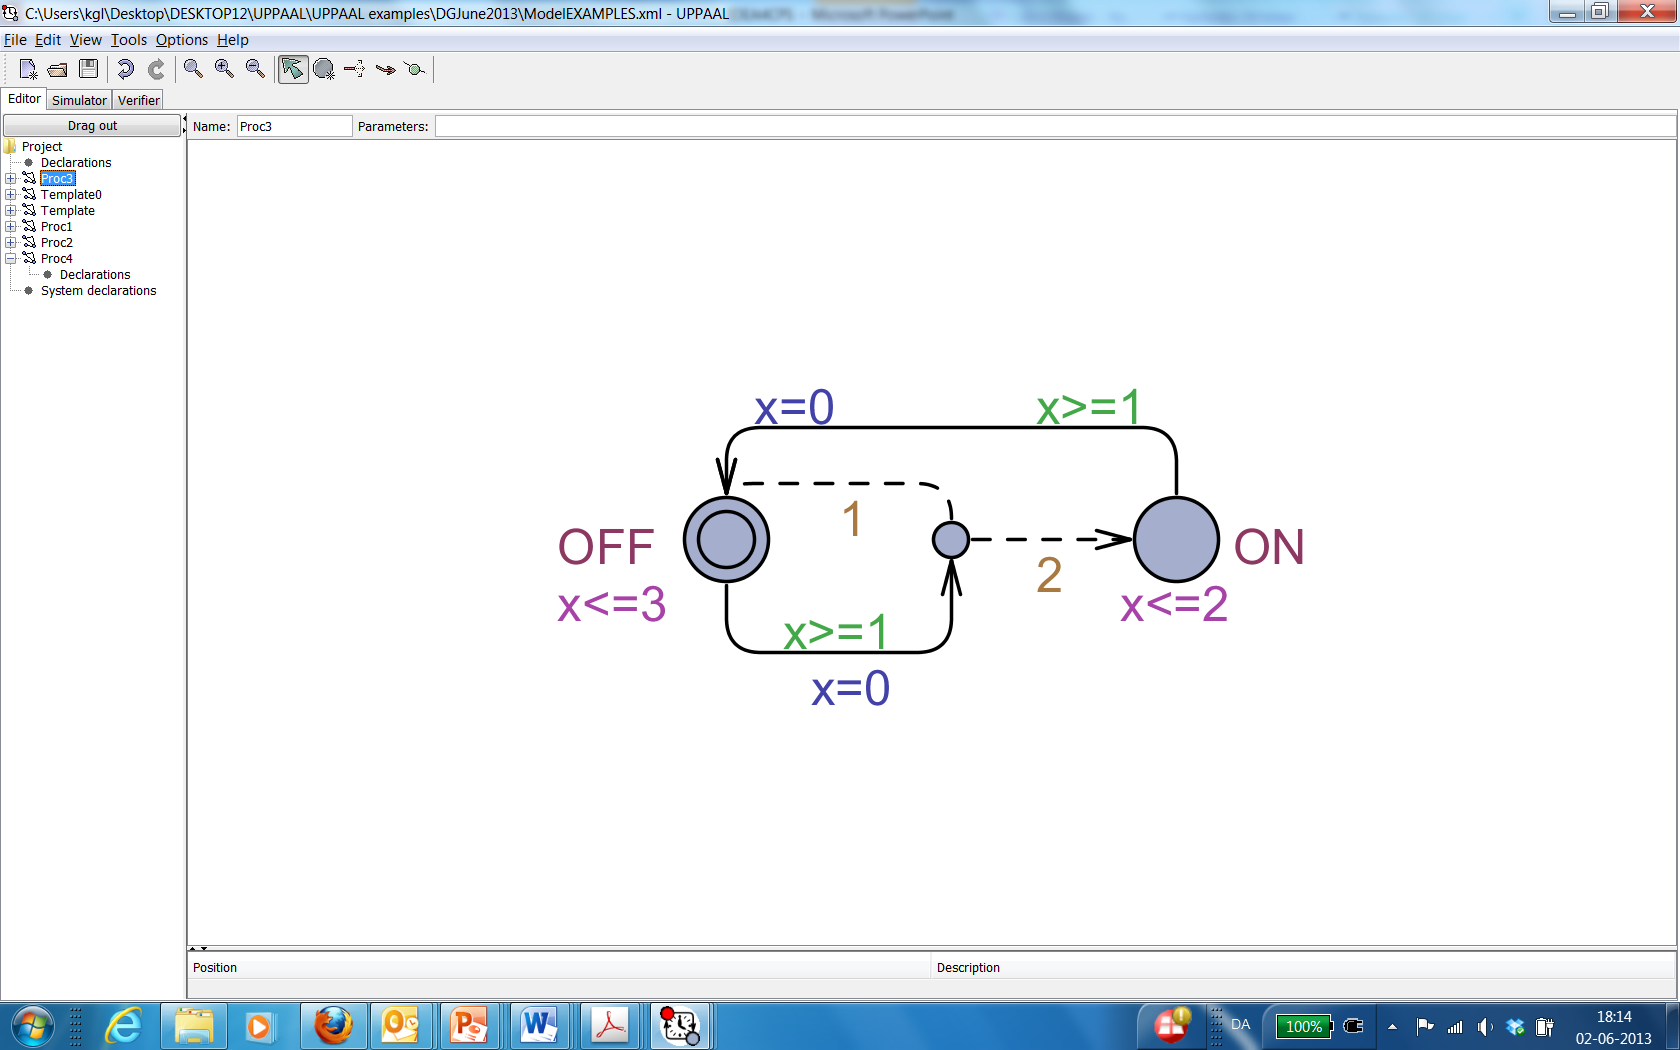 C:\Users\kgl\Desktop\DESKTOP12\UPPAAL\UPPAAL examples\DGJune2013\ModelEXAMPLES.xml - UPPAAL
File Edit View Tools Options Help
Editor Simulator Verifier
Drag out
Name: Proc3 Parameters:
Project
Declarations
Proc3
Template0
Template
Proc1
Proc2
Proc4
Declarations
System declarations
x=0 x>=1
1
OFF ON
2
x<=3 x<=2
x>=1
x=0
Position Description
DA 100% 18:14
02-06-2013